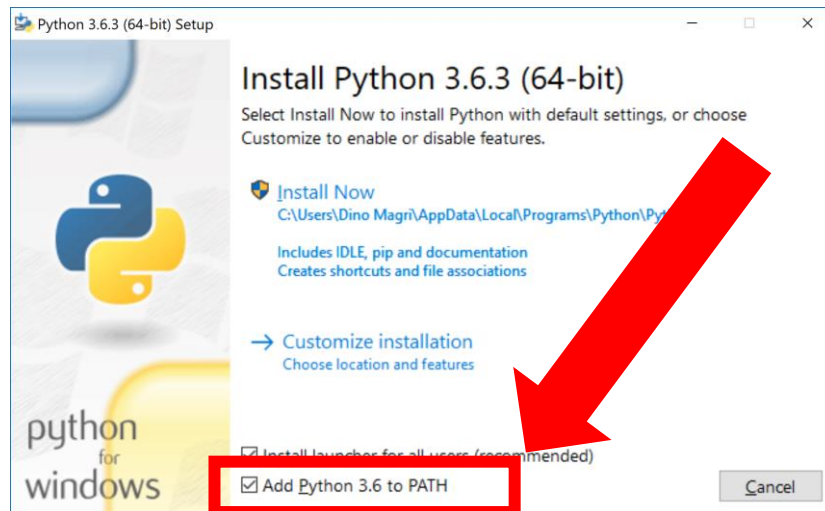 Python 3.6.3 (64-bit) Setup
Install Python 3.6.3 (64-bit)
Select Install Now to install Python with default settings, or choose
Customize to enable or disable features.
Install Now
C:\Users\Dino Magri\AppData\Local\Programs\Python\Pyt
Includes IDLE, pip and documentation
Creates shortcuts and file associations
Customize installation
Choose location and features
Install launcher for all users (recommended)
Add Python 3.6 to PATH
Cancel
python
for
windows